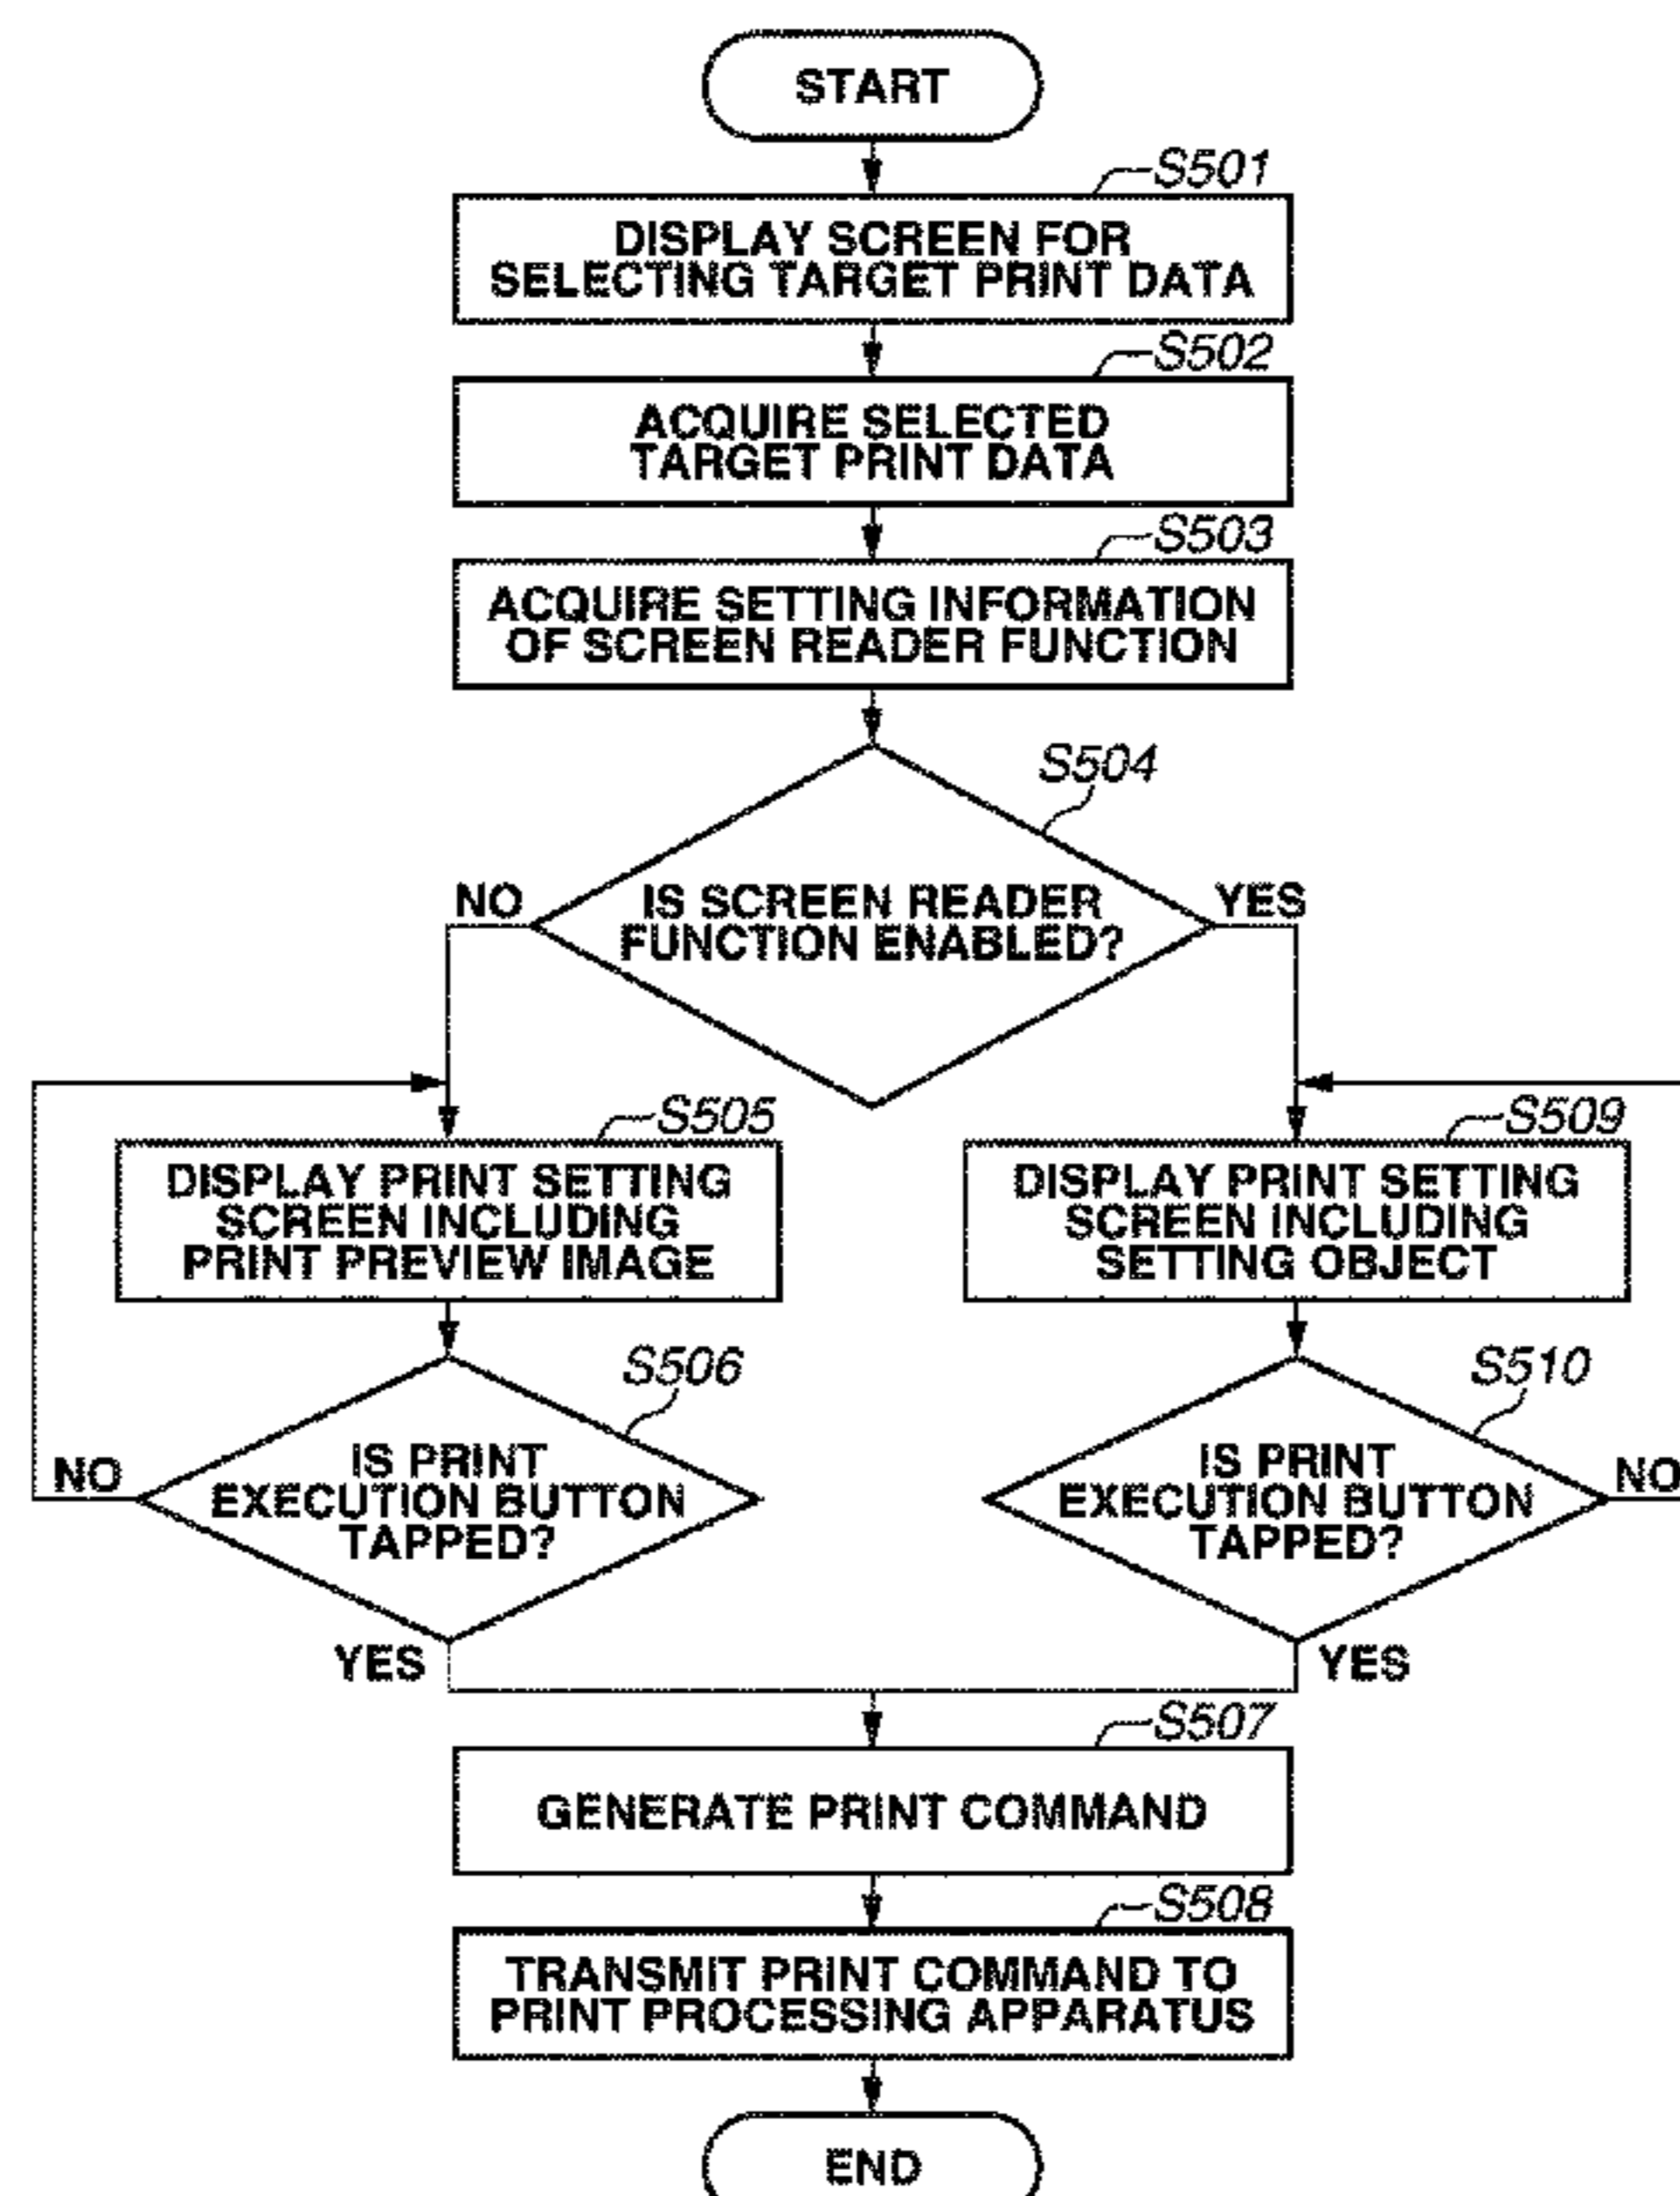 START
S501
DISPLAY SCREEN FOR
SELECTING TARGET PRINT DATA
S502
ACQUIRE SELECTED
TARGET PRINT DATA
S503
ACQUIRE SETTING INFORMATION
OF SCREEN READER FUNCTION
S504
NO
IS SCREEN READER
FUNCTION ENABLED?
YES
S505
DISPLAY PRINT SETTING
SCREEN INCLUDING
PRINT PREVIEW IMAGE
S509
DISPLAY PRINT SETTING
SCREEN INCLUDING
SETTING OBJECT
S506
NO
IS PRINT
EXECUTION BUTTON
TAPPED?
YES
S510
IS PRINT
EXECUTION BUTTON
TAPPED?
NO
YES
S507
GENERATE PRINT COMMAND
S508
TRANSMIT PRINT COMMAND TO
PRINT PROCESSING APPARATUS
END